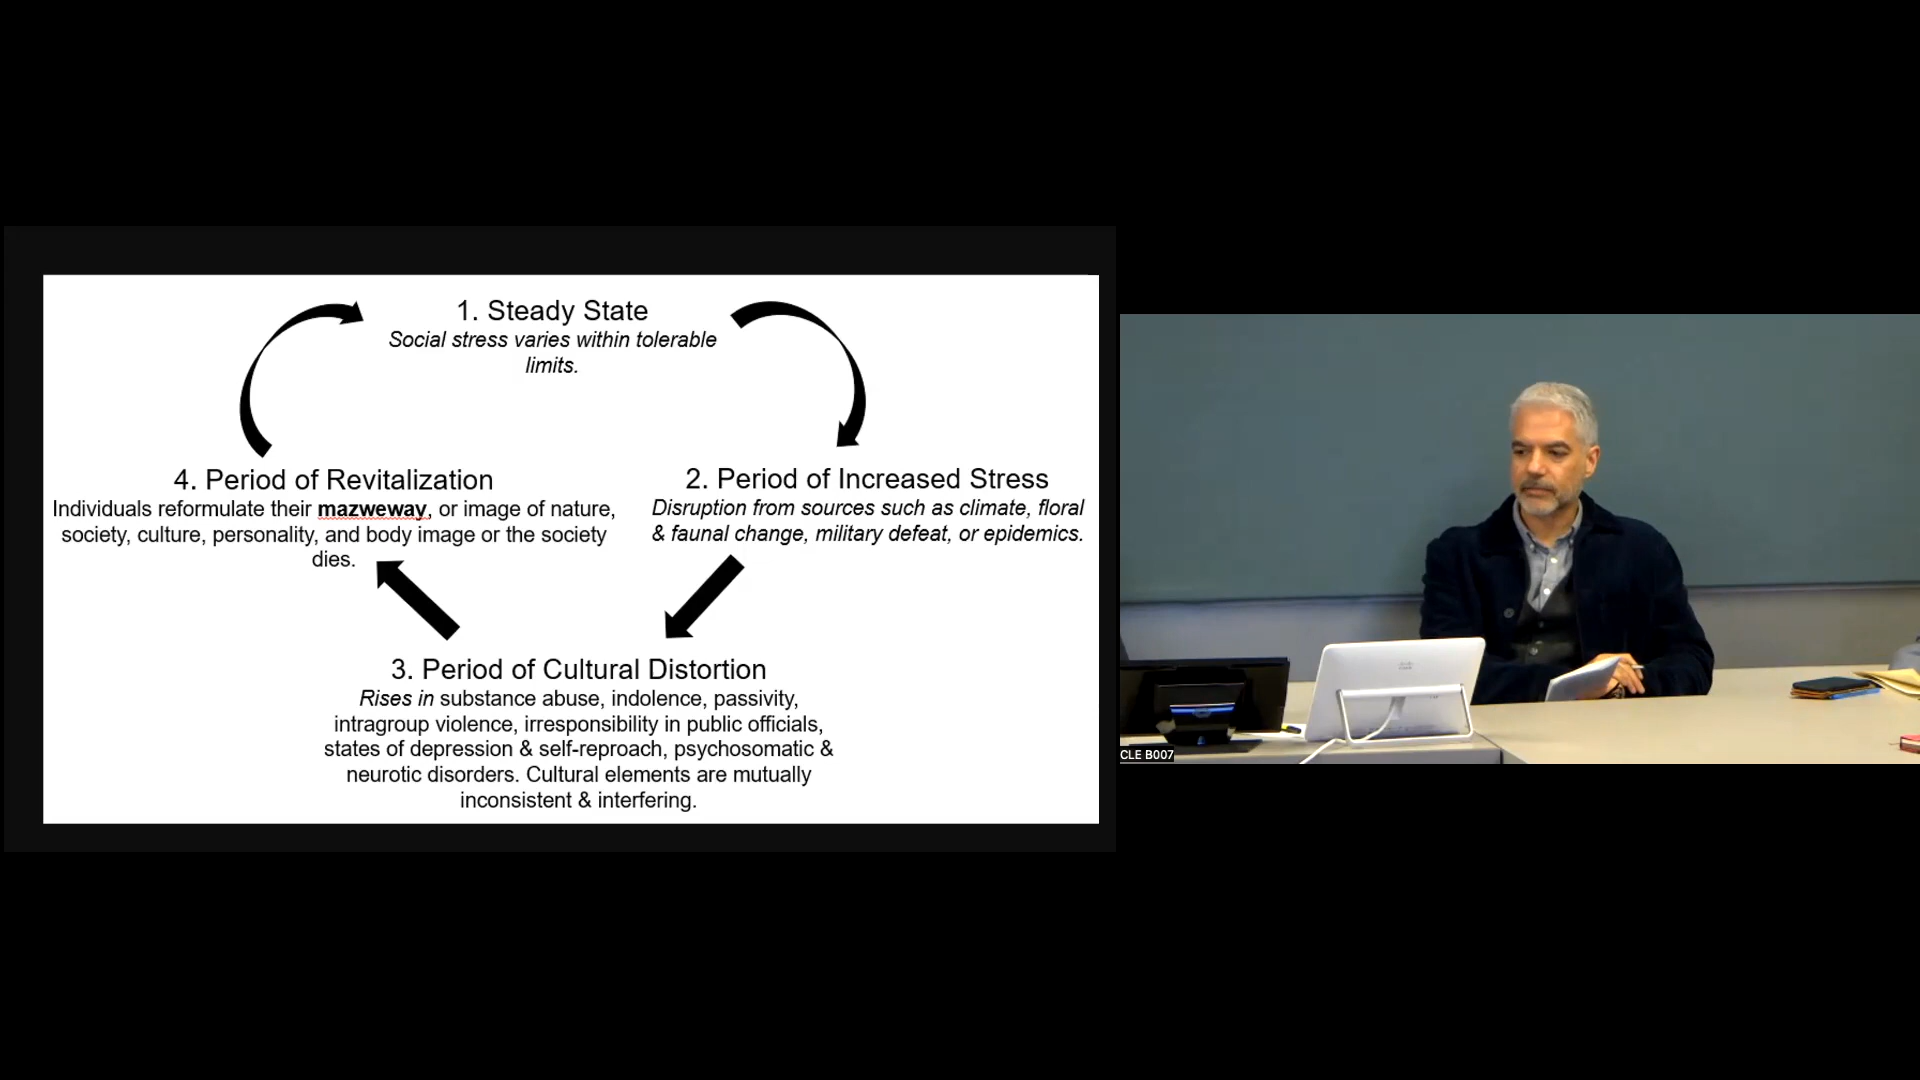 1. Steady State
Social stress varies within tolerable
limits.
2. Period of Increased Stress
Disruption from sources such as climate, floral
& faunal change, military defeat, or epidemics.
3. Period of Cultural Distortion
Rises in substance abuse, indolence, passivity,
intragroup violence, irresponsibility in public officials,
states of depression & self-reproach, psychosomatic &
neurotic disorders. Cultural elements are mutually
inconsistent & interfering.
4. Period of Revitalization
Individuals reformulate their mazweway, or image of nature,
society, culture, personality, and body image or the society
dies.
CLE B007